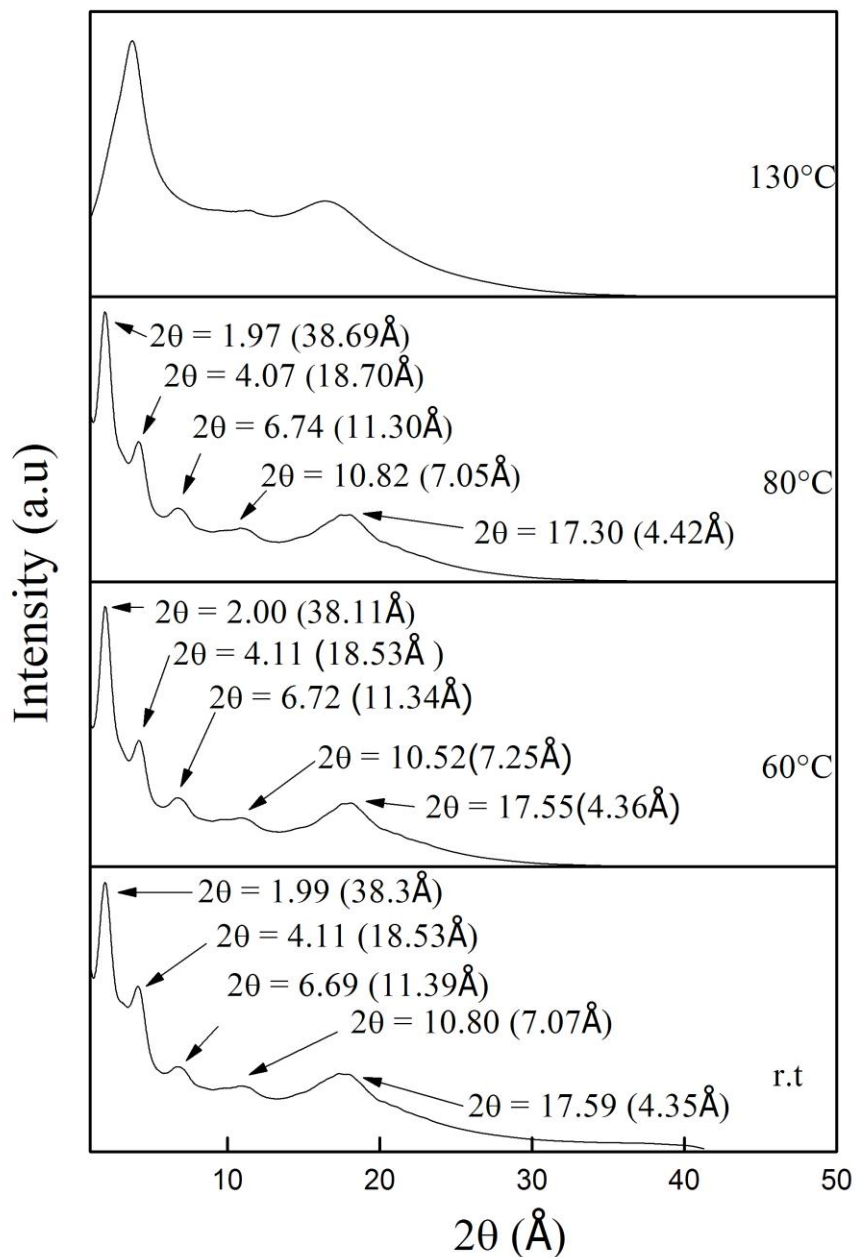 130°C
2θ = 1.97 (38.69Å)
2θ = 4.07 (18.70Å)
2θ = 6.74 (11.30Å)
2θ = 10.82 (7.05Å)
80°C
2θ = 17.30 (4.42Å)
2θ = 2.00 (38.11Å)
2θ = 4.11 (18.53Å )
2θ = 6.72 (11.34Å)
2θ = 10.52(7.25Å)
60°C
2θ = 17.55(4.36Å)
2θ = 1.99 (38.3Å)
2θ = 4.11 (18.53Å)
2θ = 6.69 (11.39Å)
2θ = 10.80 (7.07Å)
r.t
2θ = 17.59 (4.35Å)
Intensity (a.u)
10 20 30 40 50
2θ (Å)